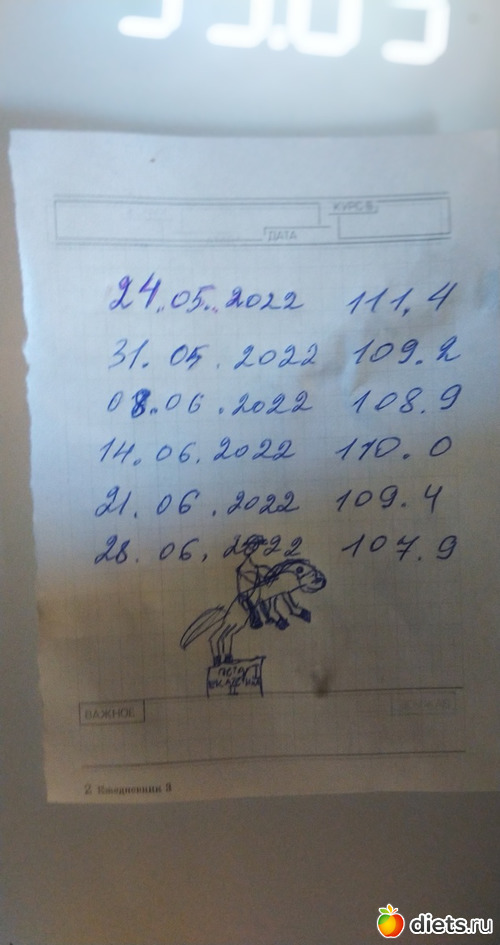 КУРС $
ДАТА
24.05.2022 111,4
31.05.2022 109.2
08.06.2022 108.9
14.06.2022 110.0
21.06.2022 109.4
28.06.2022 107.9
ВАЖНОЕ
2 Ежедневник 3
diets.ru